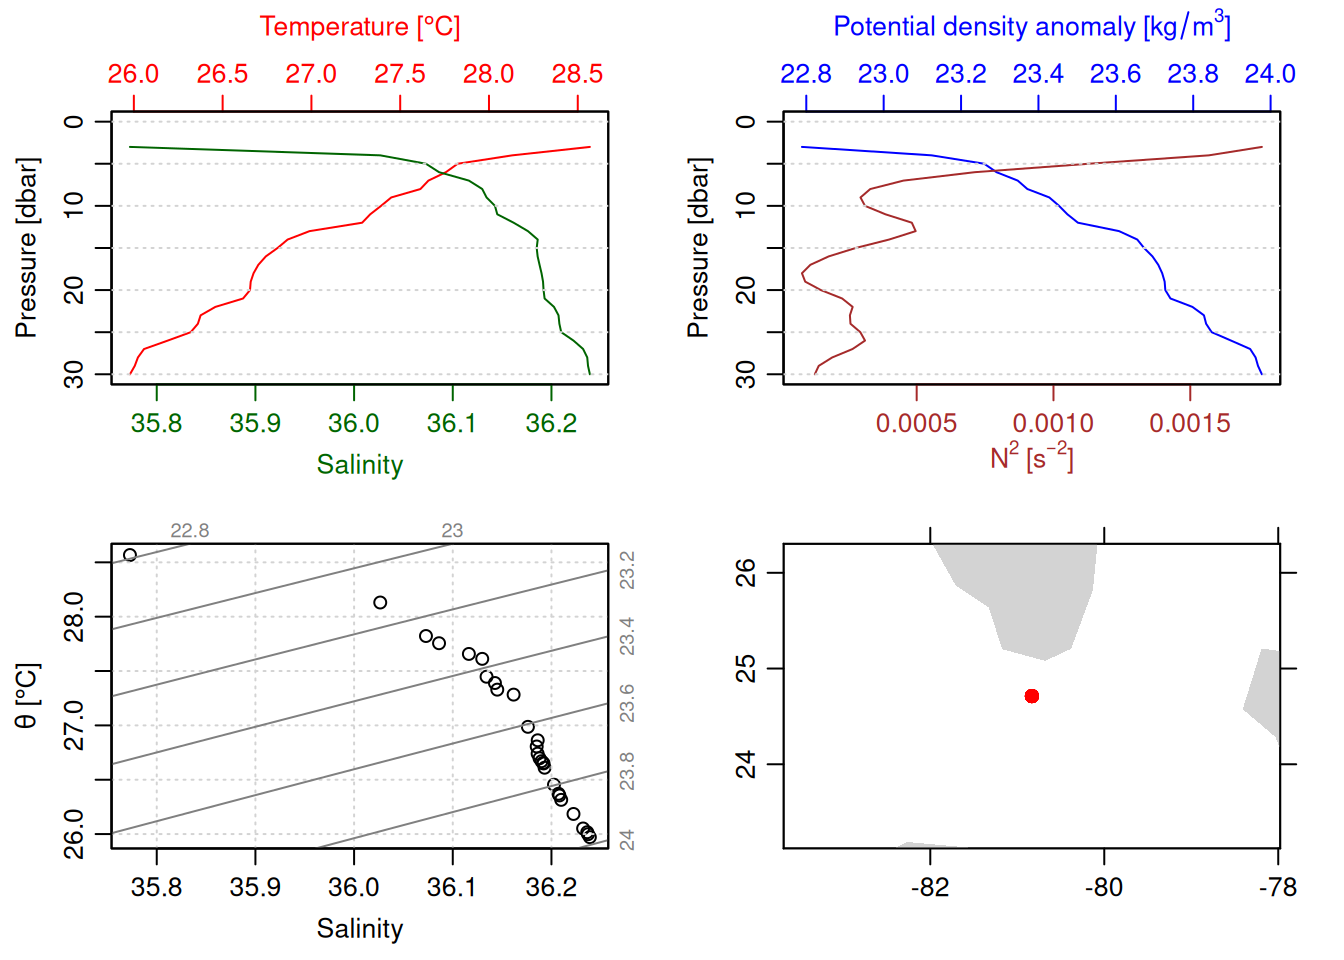 Temperature [°C]
26.0 26.5 27.0 27.5 28.0 28.5
Pressure [dbar]
0 10 20 30
35.8 35.9 36.0 36.1 36.2
Salinity
Potential density anomaly [kg/m³]
22.8 23.0 23.2 23.4 23.6 23.8 24.0
Pressure [dbar]
0 10 20 30
0.0005 0.0010 0.0015
N² [s⁻²]
22.8 23
23.2
23.4
23.6
23.8
24
θ [°C]
28.0
27.0
26.0
35.8 35.9 36.0 36.1 36.2
Salinity
26
25
24
-82 -80 -78